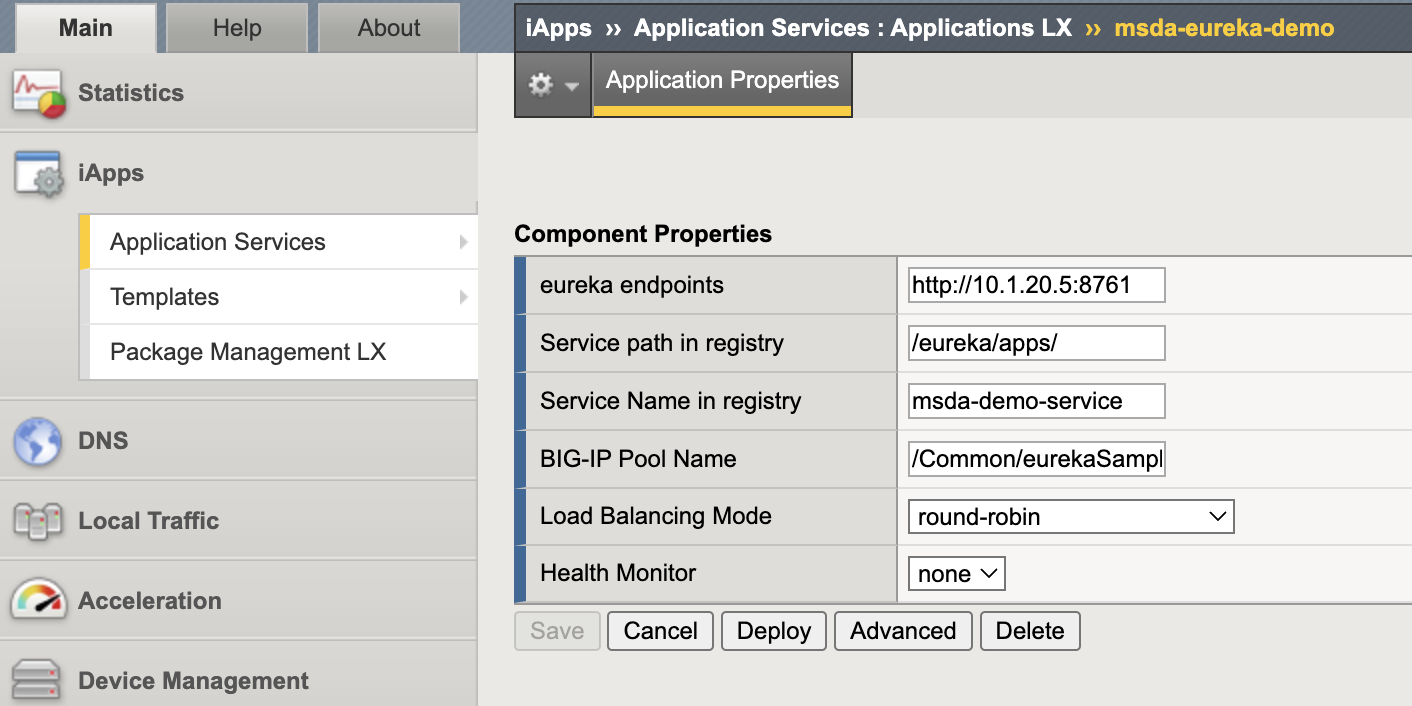 Main
Help
About
iApps ›› Application Services : Applications LX ›› msda-eureka-demo
Application Properties
Statistics
iApps
Application Services
Templates
Package Management LX
DNS
Local Traffic
Acceleration
Device Management
Component Properties
eureka endpoints http://10.1.20.5:8761
Service path in registry /eureka/apps/
Service Name in registry msda-demo-service
BIG-IP Pool Name /Common/eurekaSampl
Load Balancing Mode round-robin
Health Monitor none
Save Cancel Deploy Advanced Delete